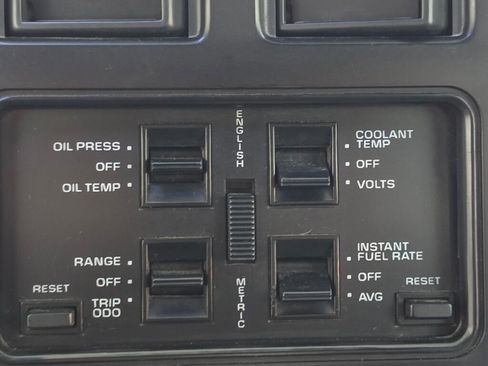 ENGLISH
OIL PRESS
OFF
OIL TEMP
COOLANT
TEMP
OFF
VOLTS
RANGE
OFF
TRIP
ODO
RESET
METRIC
INSTANT
FUEL RATE
OFF
AVG
RESET